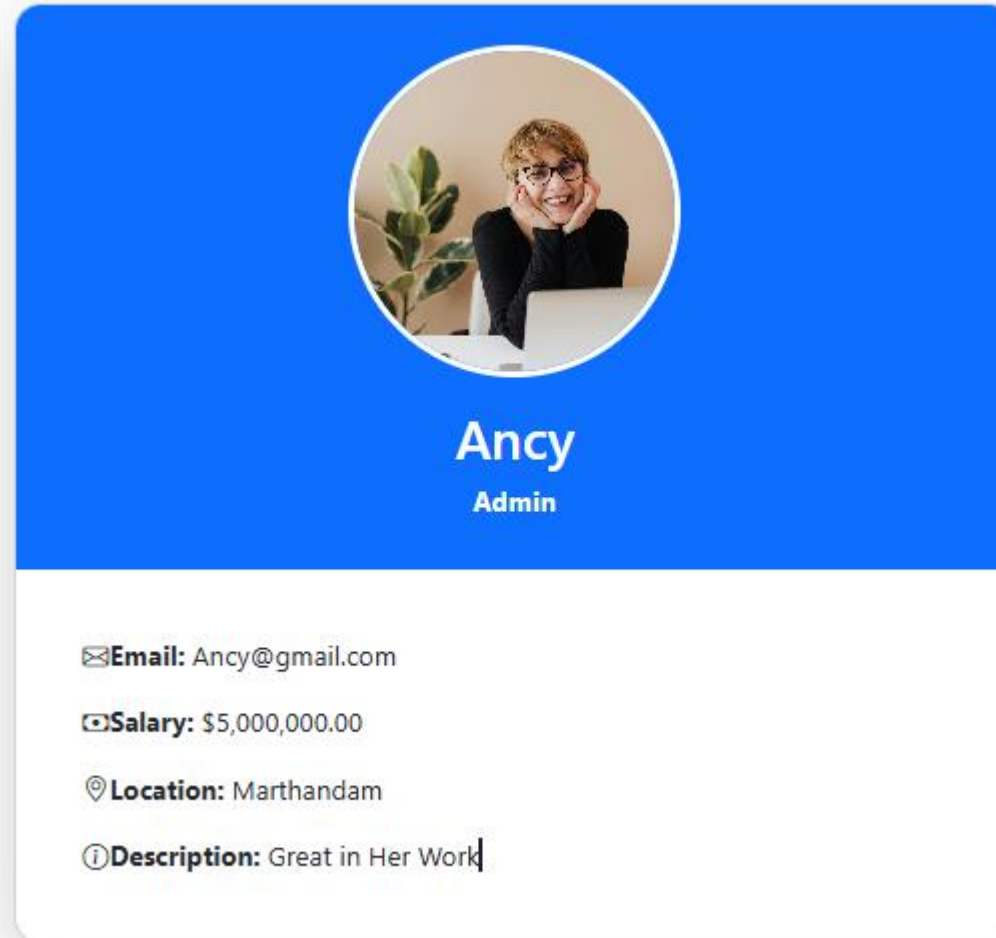 Ancy
Admin
Email: Ancy@gmail.com
Salary: $5,000,000.00
Location: Marthandam
Description: Great in Her Work